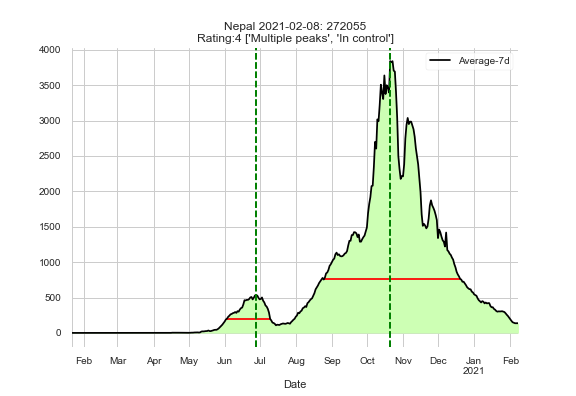 Nepal 2021-02-08: 272055
Rating:4 ['Multiple peaks', 'In control']
Average-7d
4000
3500
3000
2500
2000
1500
1000
500
0
Feb Mar Apr May Jun Jul Aug Sep Oct Nov Dec Jan Feb
2021
Date